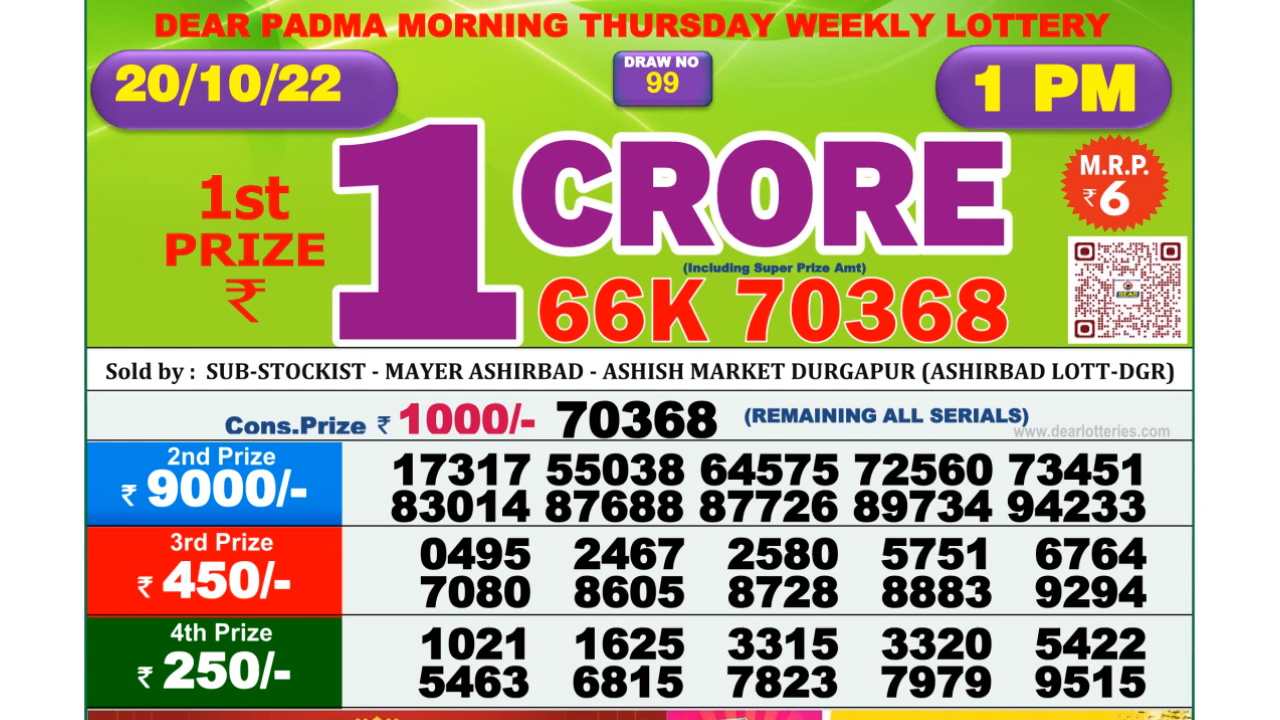 DEAR PADMA MORNING THURSDAY WEEKLY LOTTERY
20/10/22
DRAW NO
99
1 PM
1st
PRIZE
₹
1 CRORE
(Including Super Prize Amt)
66K 70368
M.R.P.
₹ 6
DEAR
Sold by : SUB-STOCKIST - MAYER ASHIRBAD - ASHISH MARKET DURGAPUR (ASHIRBAD LOTT-DGR)
Cons.Prize ₹ 1000/- 70368 (REMAINING ALL SERIALS)
www.dearlotteries.com
2nd Prize
₹ 9000/-
17317 55038 64575 72560 73451
83014 87688 87726 89734 94233
3rd Prize
₹ 450/-
0495 2467 2580 5751 6764
7080 8605 8728 8883 9294
4th Prize
₹ 250/-
1021 1625 3315 3320 5422
5463 6815 7823 7979 9515